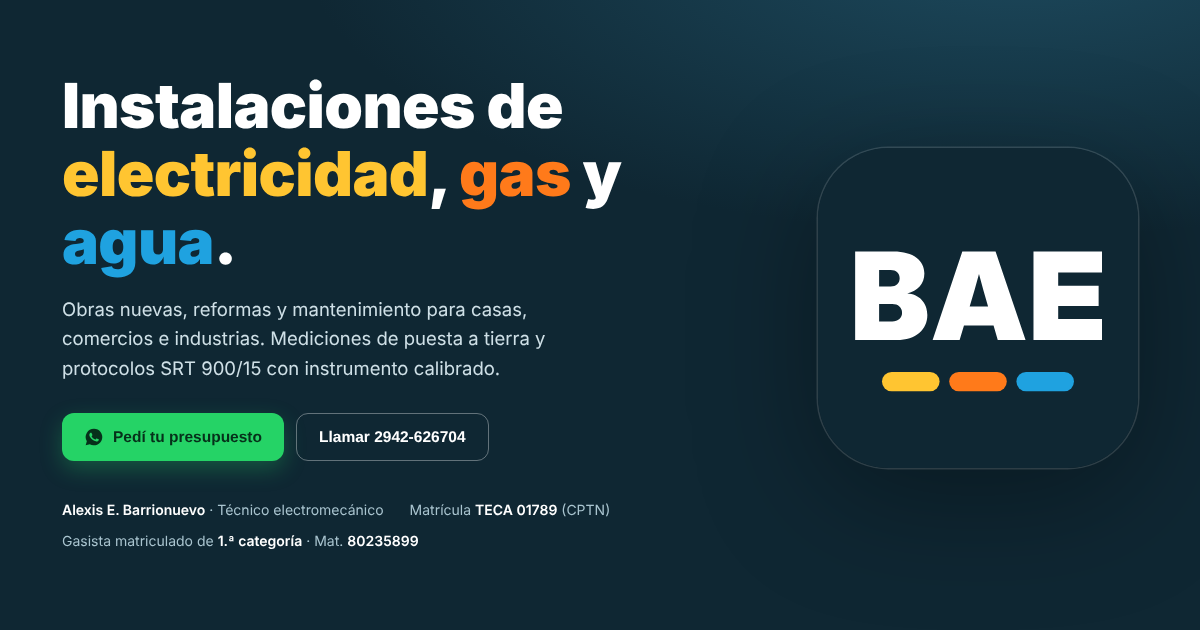 Instalaciones de
electricidad, gas y
agua.
Obras nuevas, reformas y mantenimiento para casas,
comercios e industrias. Mediciones de puesta a tierra y
protocolos SRT 900/15 con instrumento calibrado.
Pedí tu presupuesto
Llamar 2942-626704
Alexis E. Barrionuevo · Técnico electromecánico
Matrícula TECA 01789 (CPTN)
Gasista matriculado de 1.ª categoría · Mat. 80235899
BAE